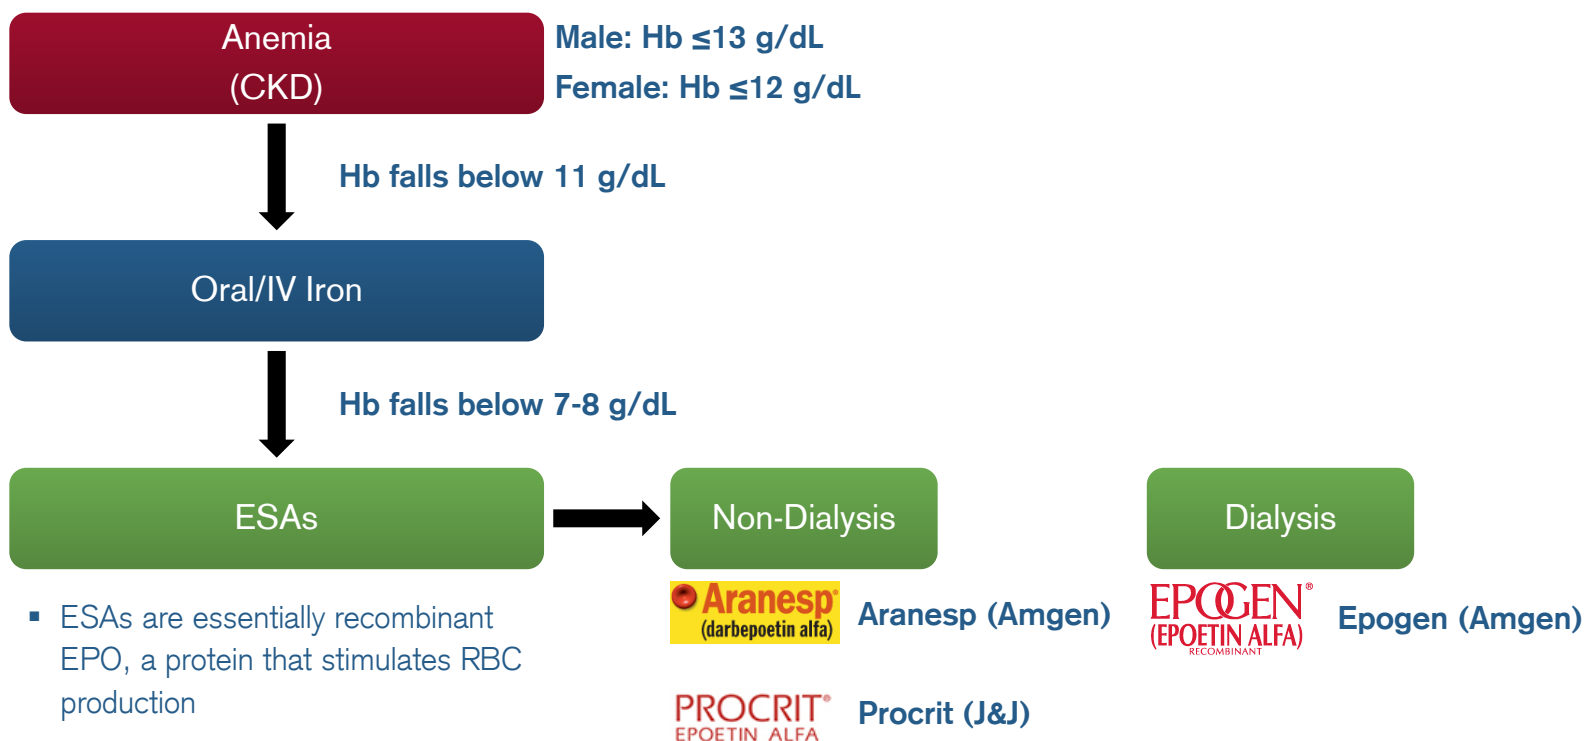 Anemia
(CKD)
Male: Hb ≤13 g/dL
Female: Hb ≤12 g/dL
Hb falls below 11 g/dL
Oral/IV Iron
Hb falls below 7-8 g/dL
ESAs
Non-Dialysis
Dialysis
▪ ESAs are essentially recombinant
EPO, a protein that stimulates RBC
production
Aranesp®
(darbepoetin alfa)
Aranesp (Amgen)
EPOGEN®
(EPOETIN ALFA)
RECOMBINANT
Epogen (Amgen)
PROCRIT®
EPOETIN ALFA
Procrit (J&J)